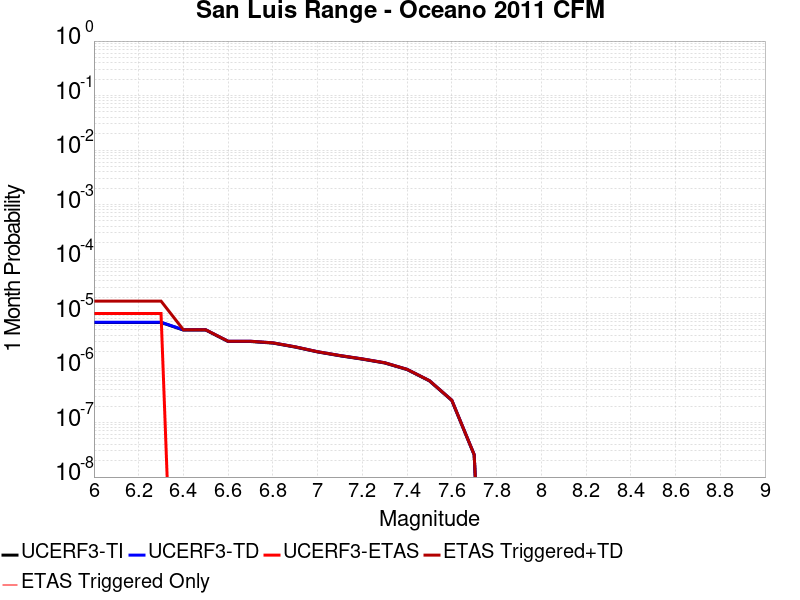 San Luis Range - Oceano 2011 CFM
1 Month Probability
10^0
10^-1
10^-2
10^-3
10^-4
10^-5
10^-6
10^-7
10^-8
6 6.2 6.4 6.6 6.8 7 7.2 7.4 7.6 7.8 8 8.2 8.4 8.6 8.8 9
Magnitude
UCERF3-TI UCERF3-TD UCERF3-ETAS ETAS Triggered+TD
ETAS Triggered Only